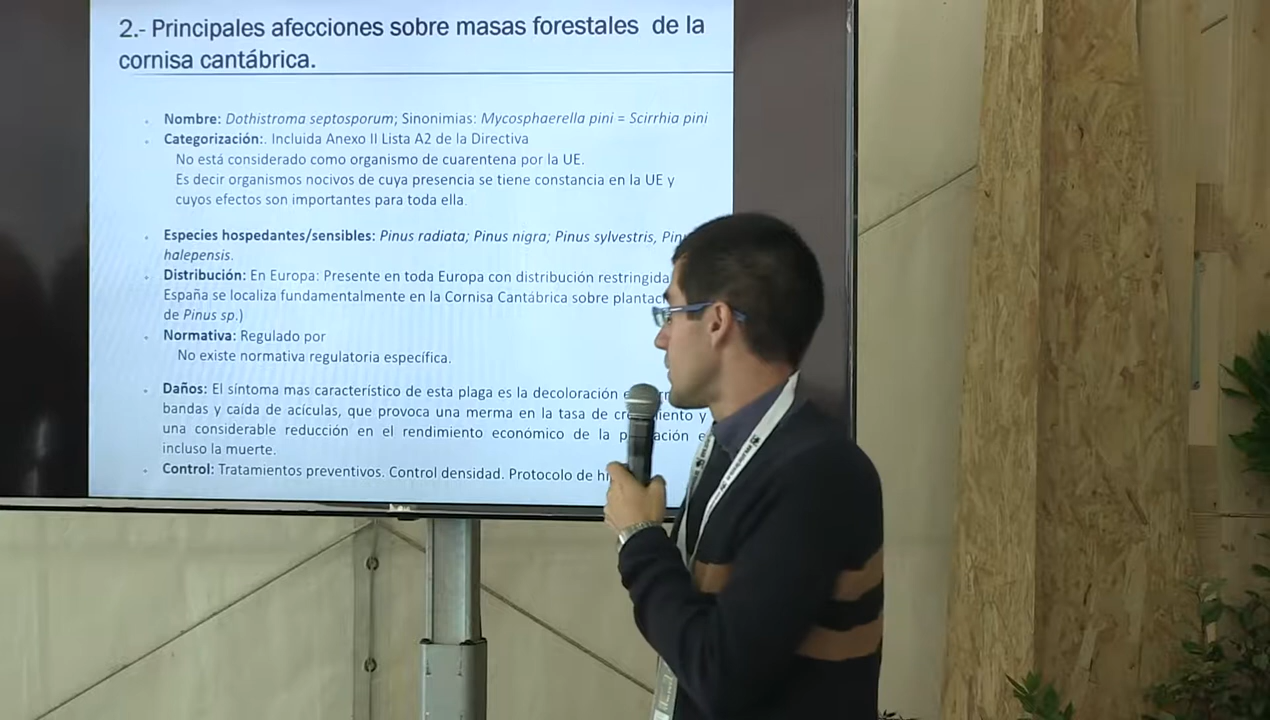 2.- Principales afecciones sobre masas forestales de la
cornisa cantábrica.
Nombre: Dothistroma septosporum; Sinonimias: Mycosphaerella pini = Scirrhia pini
Categorización:. Incluida Anexo II Lista A2 de la Directiva
No está considerado como organismo de cuarentena por la UE.
Es decir organismos nocivos de cuya presencia se tiene constancia en la UE y
cuyos efectos son importantes para toda ella.
Especies hospedantes/sensibles: Pinus radiata; Pinus nigra; Pinus sylvestris,
halepensis.
Distribución: En Europa: Presente en toda Europa con distribución restringida
España se localiza fundamentalmente en la Cornisa Cantábrica sobre
de Pinus sp.)
Normativa: Regulado por
No existe normativa regulatoria específica.
Daños: El síntoma mas característico de esta plaga es la decoloración
bandas y caída de acículas, que provoca una merma en la tasa de y
una considerable reducción en el rendimiento económico de la e
incluso la muerte.
Control: Tratamientos preventivos. Control densidad. Protocolo de